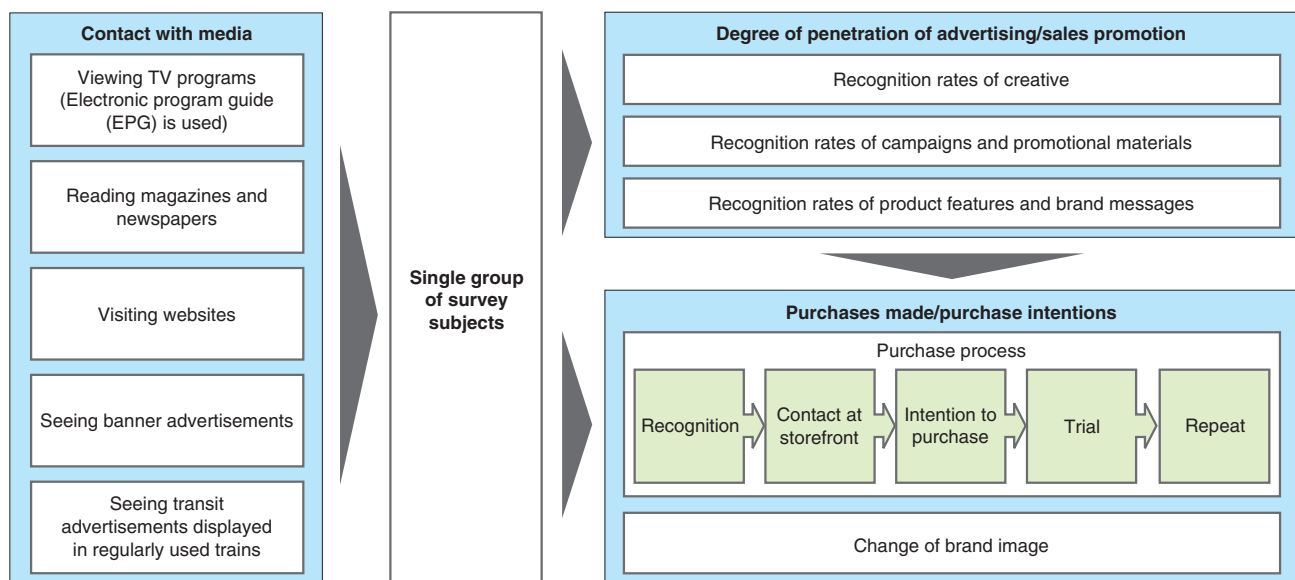 Contact with media
Viewing TV programs
(Electronic program guide
(EPG) is used)
Reading magazines and
newspapers
Visiting websites
Seeing banner advertisements
Seeing transit
advertisements displayed
in regularly used trains
Single group
of survey
subjects
Degree of penetration of advertising/sales promotion
Recognition rates of creative
Recognition rates of campaigns and promotional materials
Recognition rates of product features and brand messages
Purchases made/purchase intentions
Purchase process
Recognition
Contact at
storefront
Intention to
purchase
Trial
Repeat
Change of brand image